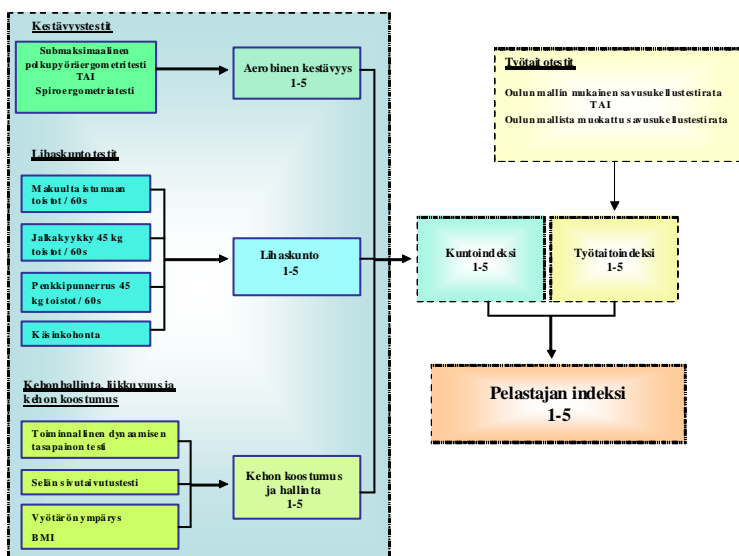 Kestävyystestit
Submaksimaalinen
polkupyöräergometritesti
TAI
Spiroergometriatesti
Aerobinen kestävyys
1-5
Lihaskuntotestit
Makuulta istumaan
toistot / 60s
Jalkakyykky 45 kg
toistot / 60s
Penkkipunnerrus 45
kg toistot / 60s
Käsinkohonta
Lihaskunto
1-5
Kehonhallinta, liikkuvuus ja
kehon koostumus
Toiminnallinen dynaamisen
tasapainon testi
Selän sivutaivutustesti
Vyötärön ympärys
BMI
Kehon koostumus
ja hallinta
1-5
Työtaitotestit
Oulun mallin mukainen savusukellustestirata
TAI
Oulun mallista muokattu savusukellustestirata
Kuntoindeksi
1-5
Työtaitoindeksi
1-5
Pelastajan indeksi
1-5